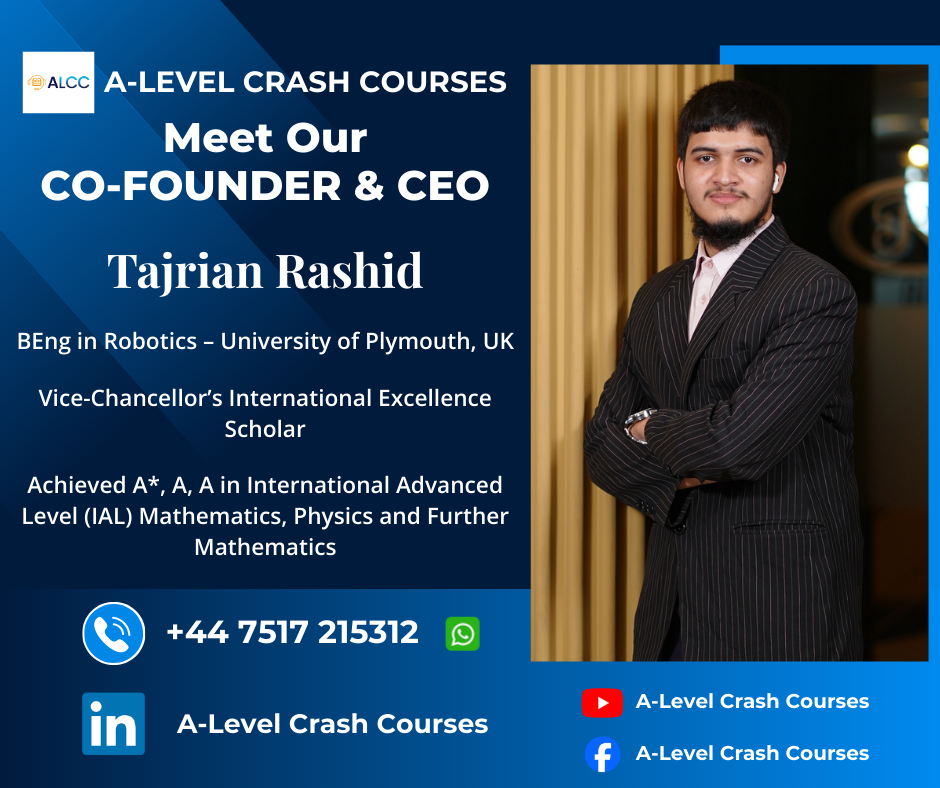 ALCC
A-LEVEL CRASH COURSES
Meet Our
CO-FOUNDER & CEO
Tajrian Rashid
BEng in Robotics – University of Plymouth, UK
Vice-Chancellor’s International Excellence
Scholar
Achieved A*, A, A in International Advanced
Level (IAL) Mathematics, Physics and Further
Mathematics
+44 7517 215312
in
A-Level Crash Courses
A-Level Crash Courses
f
A-Level Crash Courses